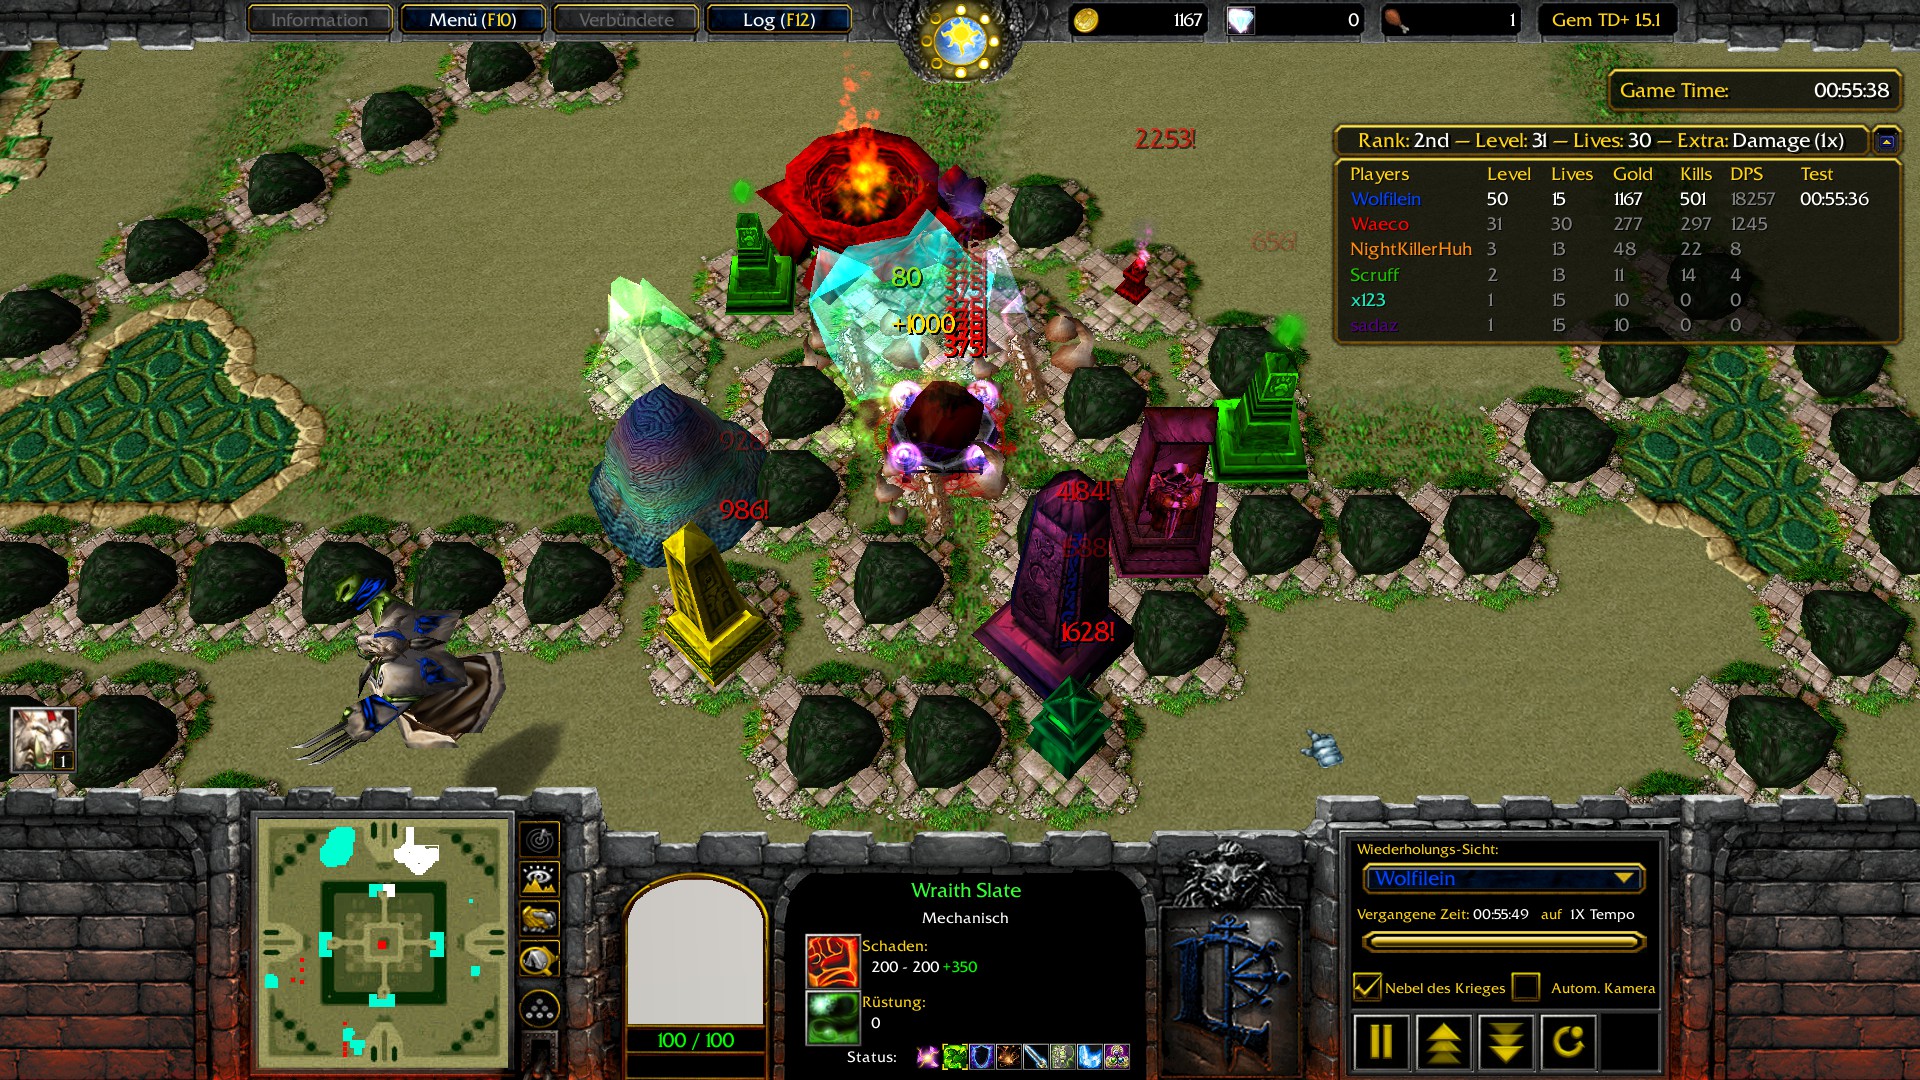 Information Menü (F10) Verbündete Log (F12) 1167 0 1 Gem TD+ 15.1
Game Time: 00:55:38
Rank: 2nd – Level: 31 – Lives: 30 – Extra: Damage (1x)
Players Level Lives Gold Kills DPS Test
Wolfilein 50 15 1167 501 18257 00:55:36
Waeco 31 30 277 297 1245
NightKillerHuh 3 13 48 22 8
Scruff 2 13 11 14 4
x123 1 15 10 0 0
sadaz 1 15 10 0 0
2253!
656!
80
+1000
375!
928!
986!
484!
588
1628!
1
Wraith Slate
Mechanisch
Schaden:
200 - 200 +350
Rüstung:
0
Status:
100 / 100
Wiederholungs-Sicht:
Wolfilein
Vergangene Zeit: 00:55:49 auf 1X Tempo
Nebel des Krieges Autom. Kamera